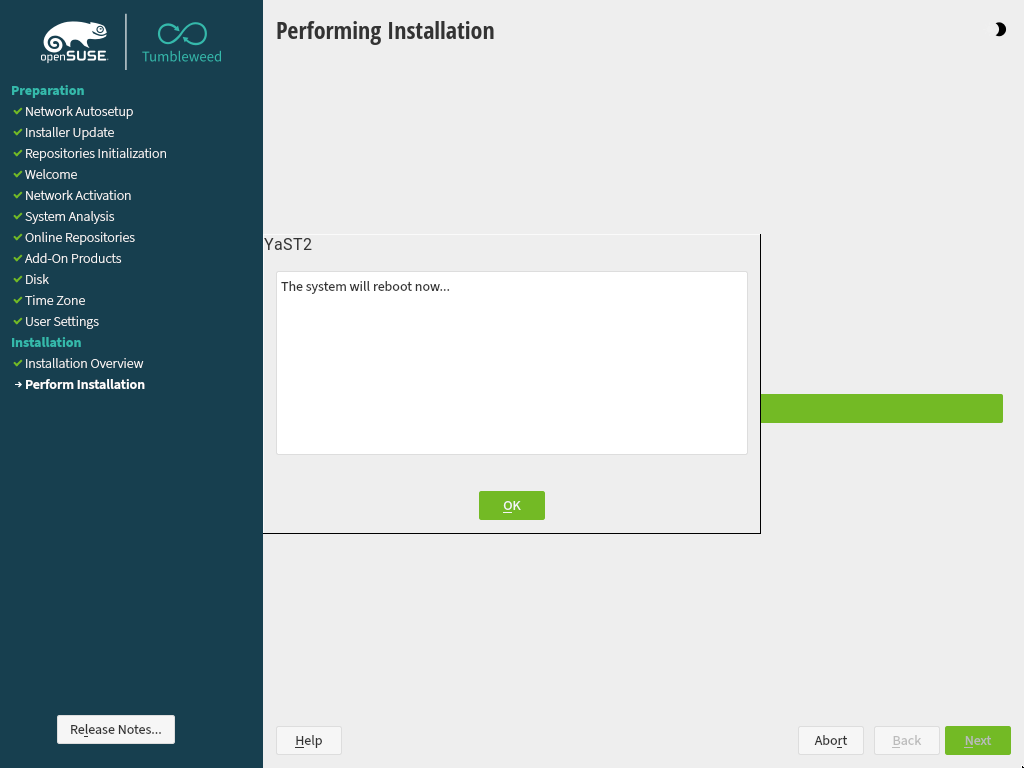 openSUSE
Tumbleweed
Preparation
Network Autosetup
Installer Update
Repositories Initialization
Welcome
Network Activation
System Analysis
Online Repositories
Add-On Products
Disk
Time Zone
User Settings
Installation
Installation Overview
Perform Installation
Release Notes...
Performing Installation
YaST2
The system will reboot now...
OK
Help
Abort
Back
Next